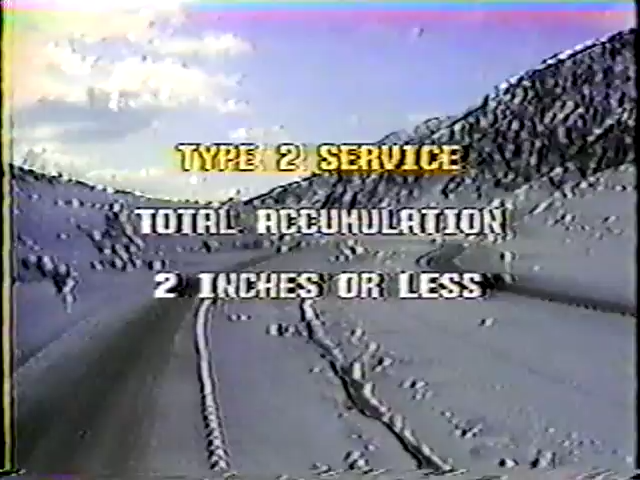 TYPE 2 SERVICE
TOTAL ACCUMULATION
2 INCHES OR LESS